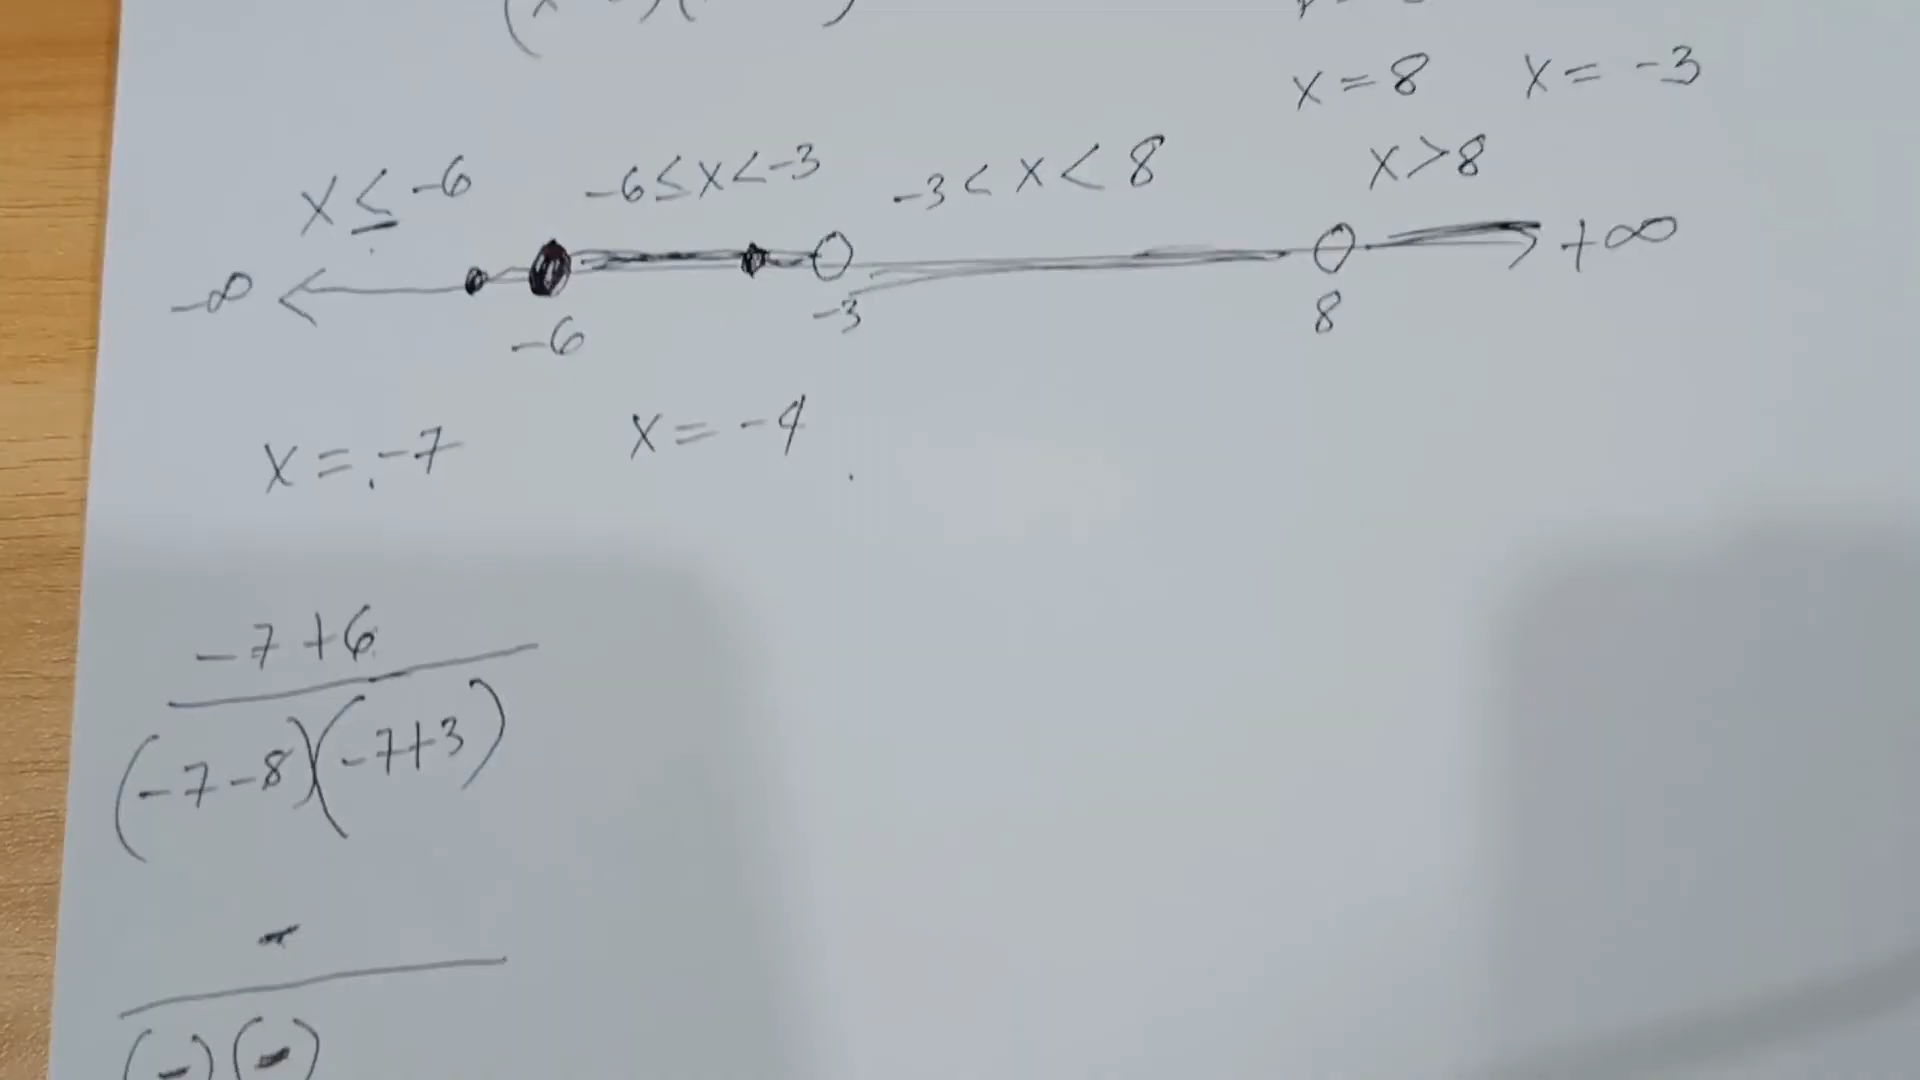 x = 8 x = -3
x ≤ -6 -6 ≤ x < -3 -3 < x < 8 x > 8
-∞ +∞
-6 -3 8
x = -7 x = -4
-7 + 6
(-7 - 8)(-7 + 3)
-
(-)(-)